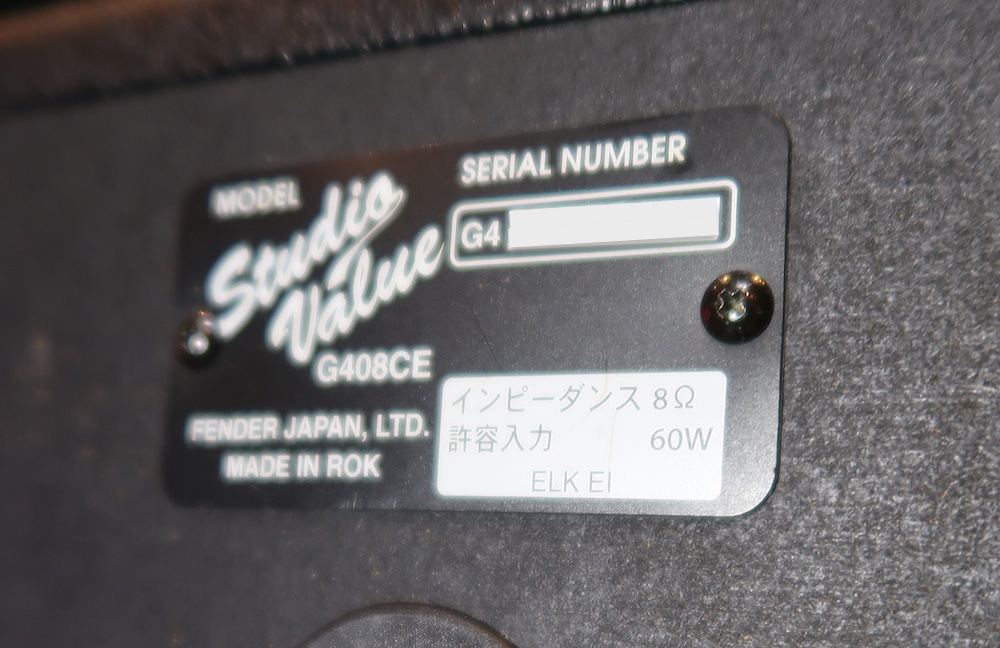 MODEL
Studio
Value
G408CE
FENDER JAPAN, LTD.
MADE IN ROK
SERIAL NUMBER
G4
インピーダンス 8Ω
許容入力 60W
ELK EI